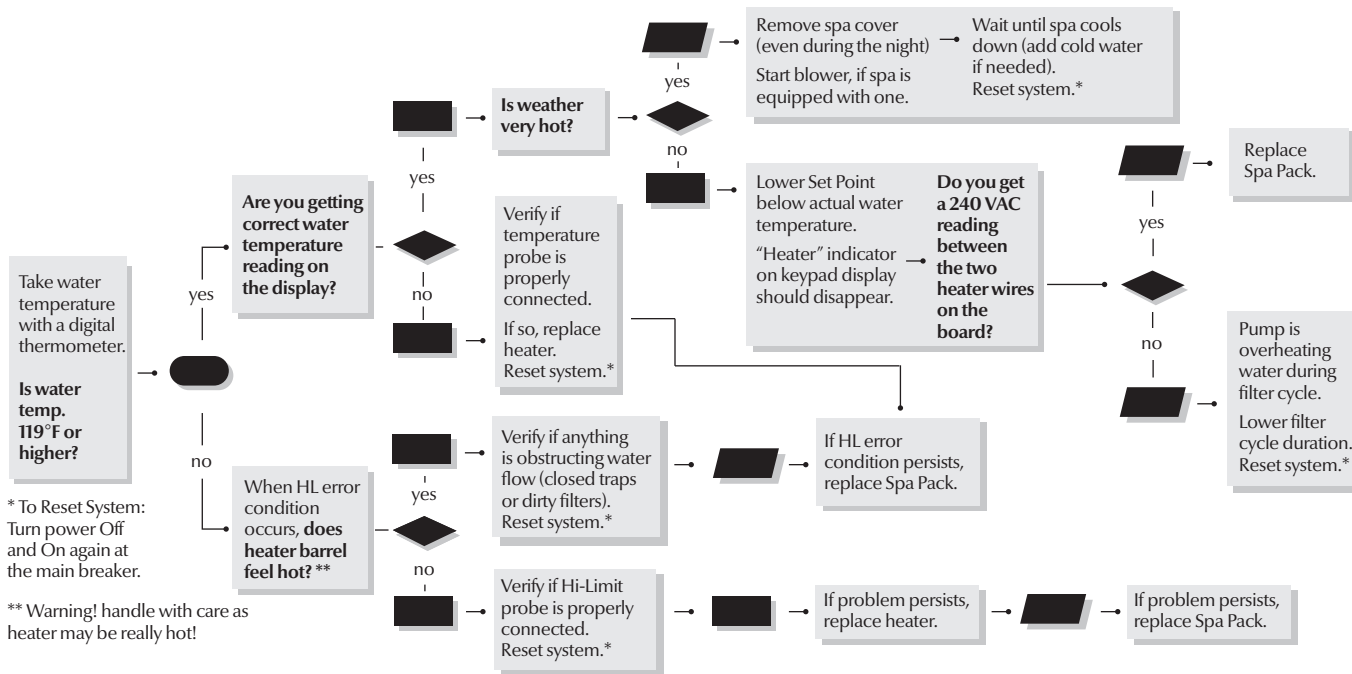 Take water
temperature
with a digital
thermometer.
Is water
temp.
119°F or
higher?
* To Reset System:
Turn power Off
and On again at
the main breaker.
** Warning! handle with care as
heater may be really hot!
yes
no
Are you getting
correct water
temperature
reading on
the display?
yes
no
Is weather
very hot?
yes
no
Remove spa cover
(even during the night)
Start blower, if spa is
equipped with one.
Wait until spa cools
down (add cold water
if needed).
Reset system.*
Lower Set Point
below actual water
temperature.
“Heater” indicator
on keypad display
should disappear.
Do you get
a 240 VAC
reading
between
the two
heater wires
on the
board?
yes
no
Replace
Spa Pack.
Pump is
overheating
water during
filter cycle.
Lower filter
cycle duration.
Reset system.*
Verify if
temperature
probe is
properly
connected.
If so, replace
heater.
Reset system.*
When HL error
condition
occurs, does
heater barrel
feel hot? **
yes
no
Verify if anything
is obstructing water
flow (closed traps
or dirty filters).
Reset system.*
If HL error
condition persists,
replace Spa Pack.
Verify if Hi-Limit
probe is properly
connected.
Reset system.*
If problem persists,
replace heater.
If problem persists,
replace Spa Pack.